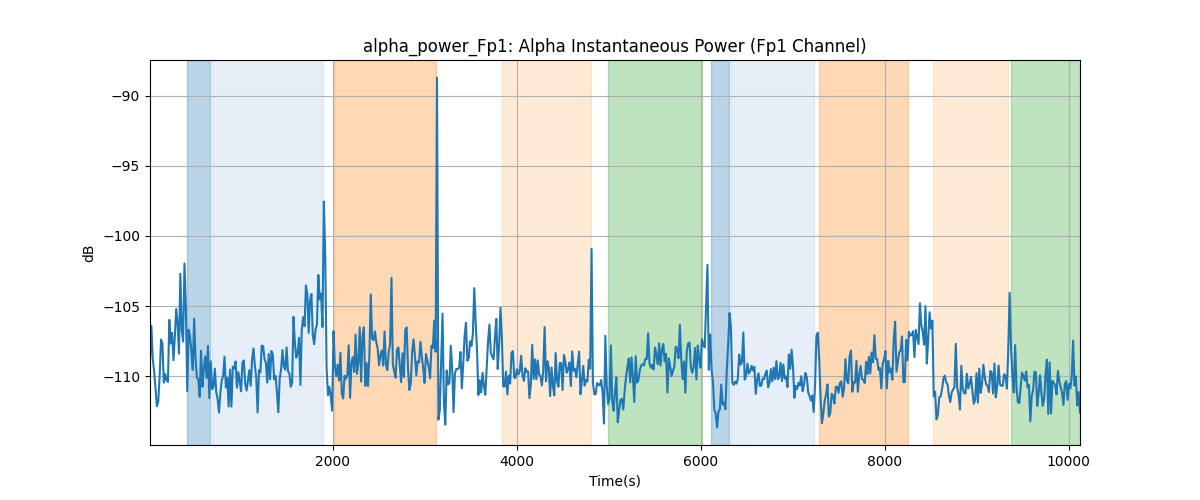 alpha_power_Fp1: Alpha Instantaneous Power (Fp1 Channel)
−90
−95
−100
−105
−110
dB
2000 4000 6000 8000 10000
Time(s)